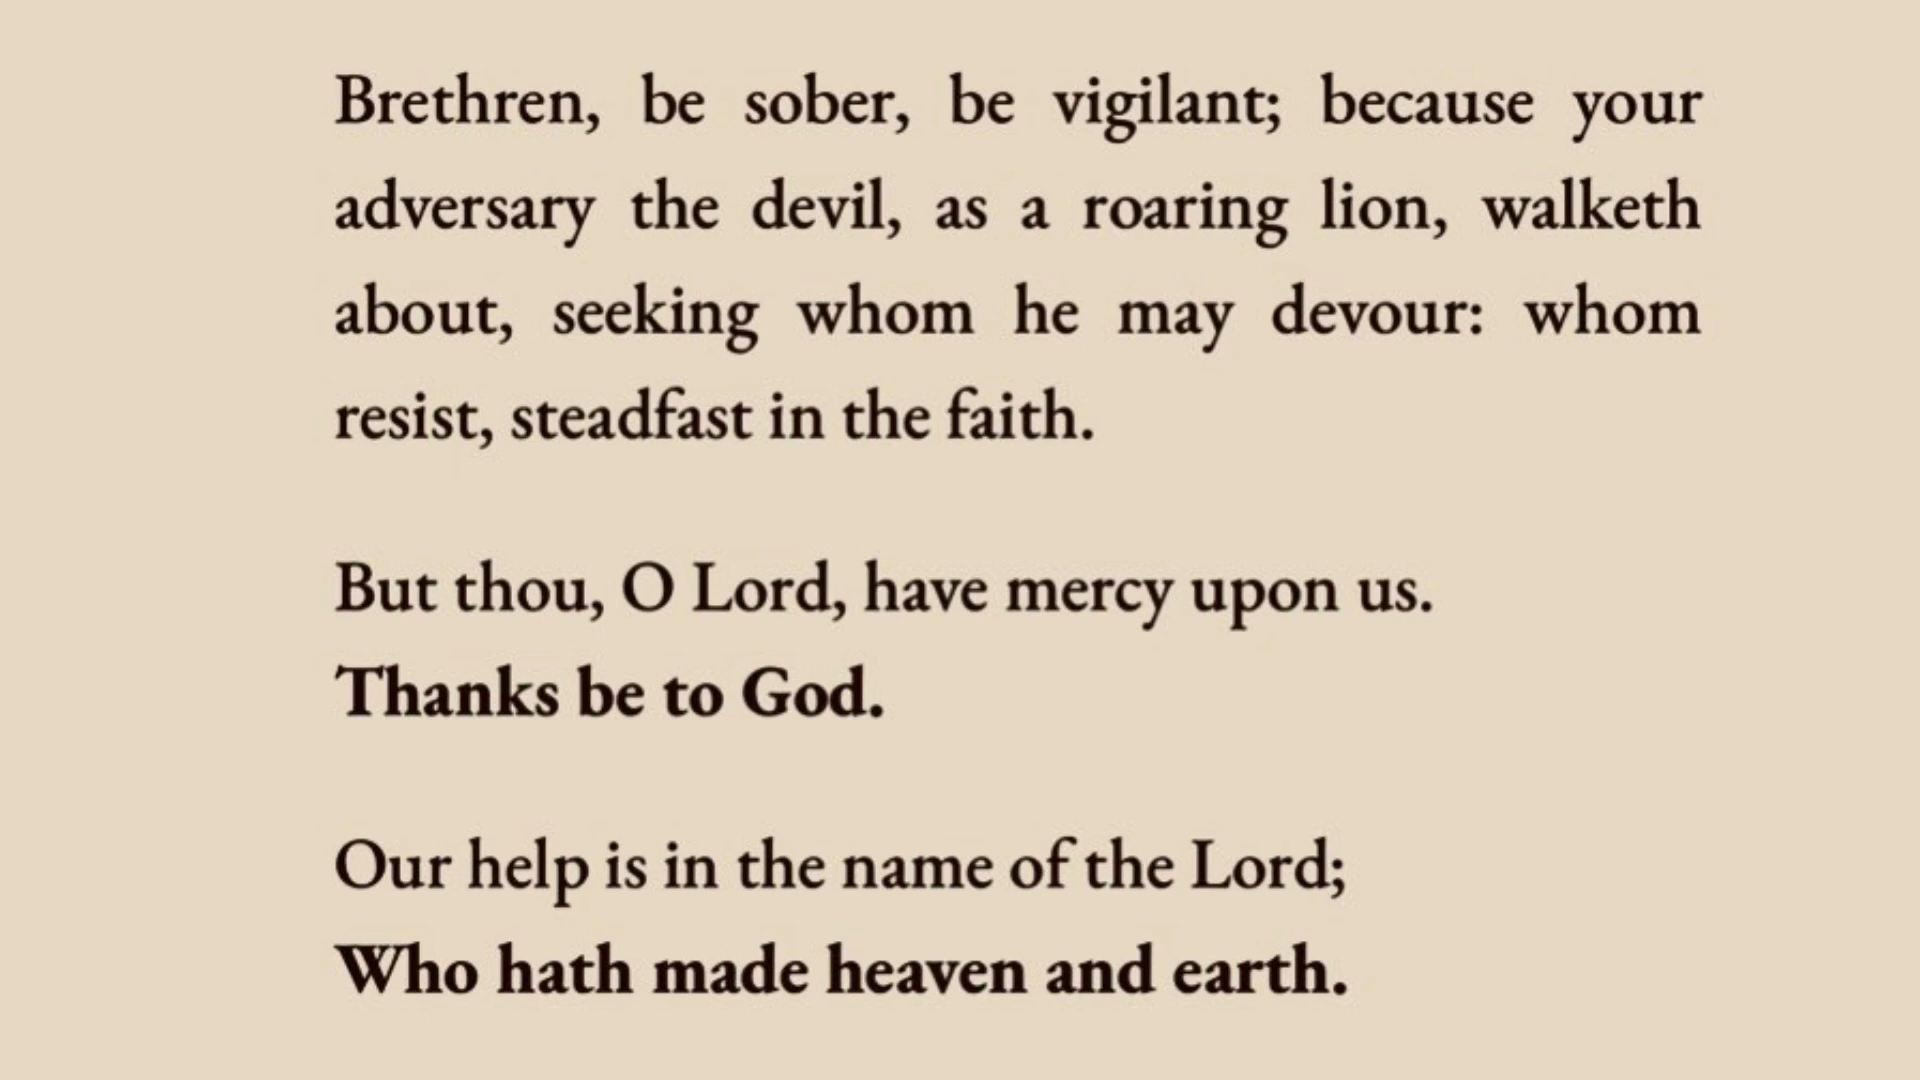 Brethren, be sober, be vigilant; because your
adversary the devil, as a roaring lion, walketh
about, seeking whom he may devour: whom
resist, steadfast in the faith.
But thou, O Lord, have mercy upon us.
Thanks be to God.
Our help is in the name of the Lord;
Who hath made heaven and earth.